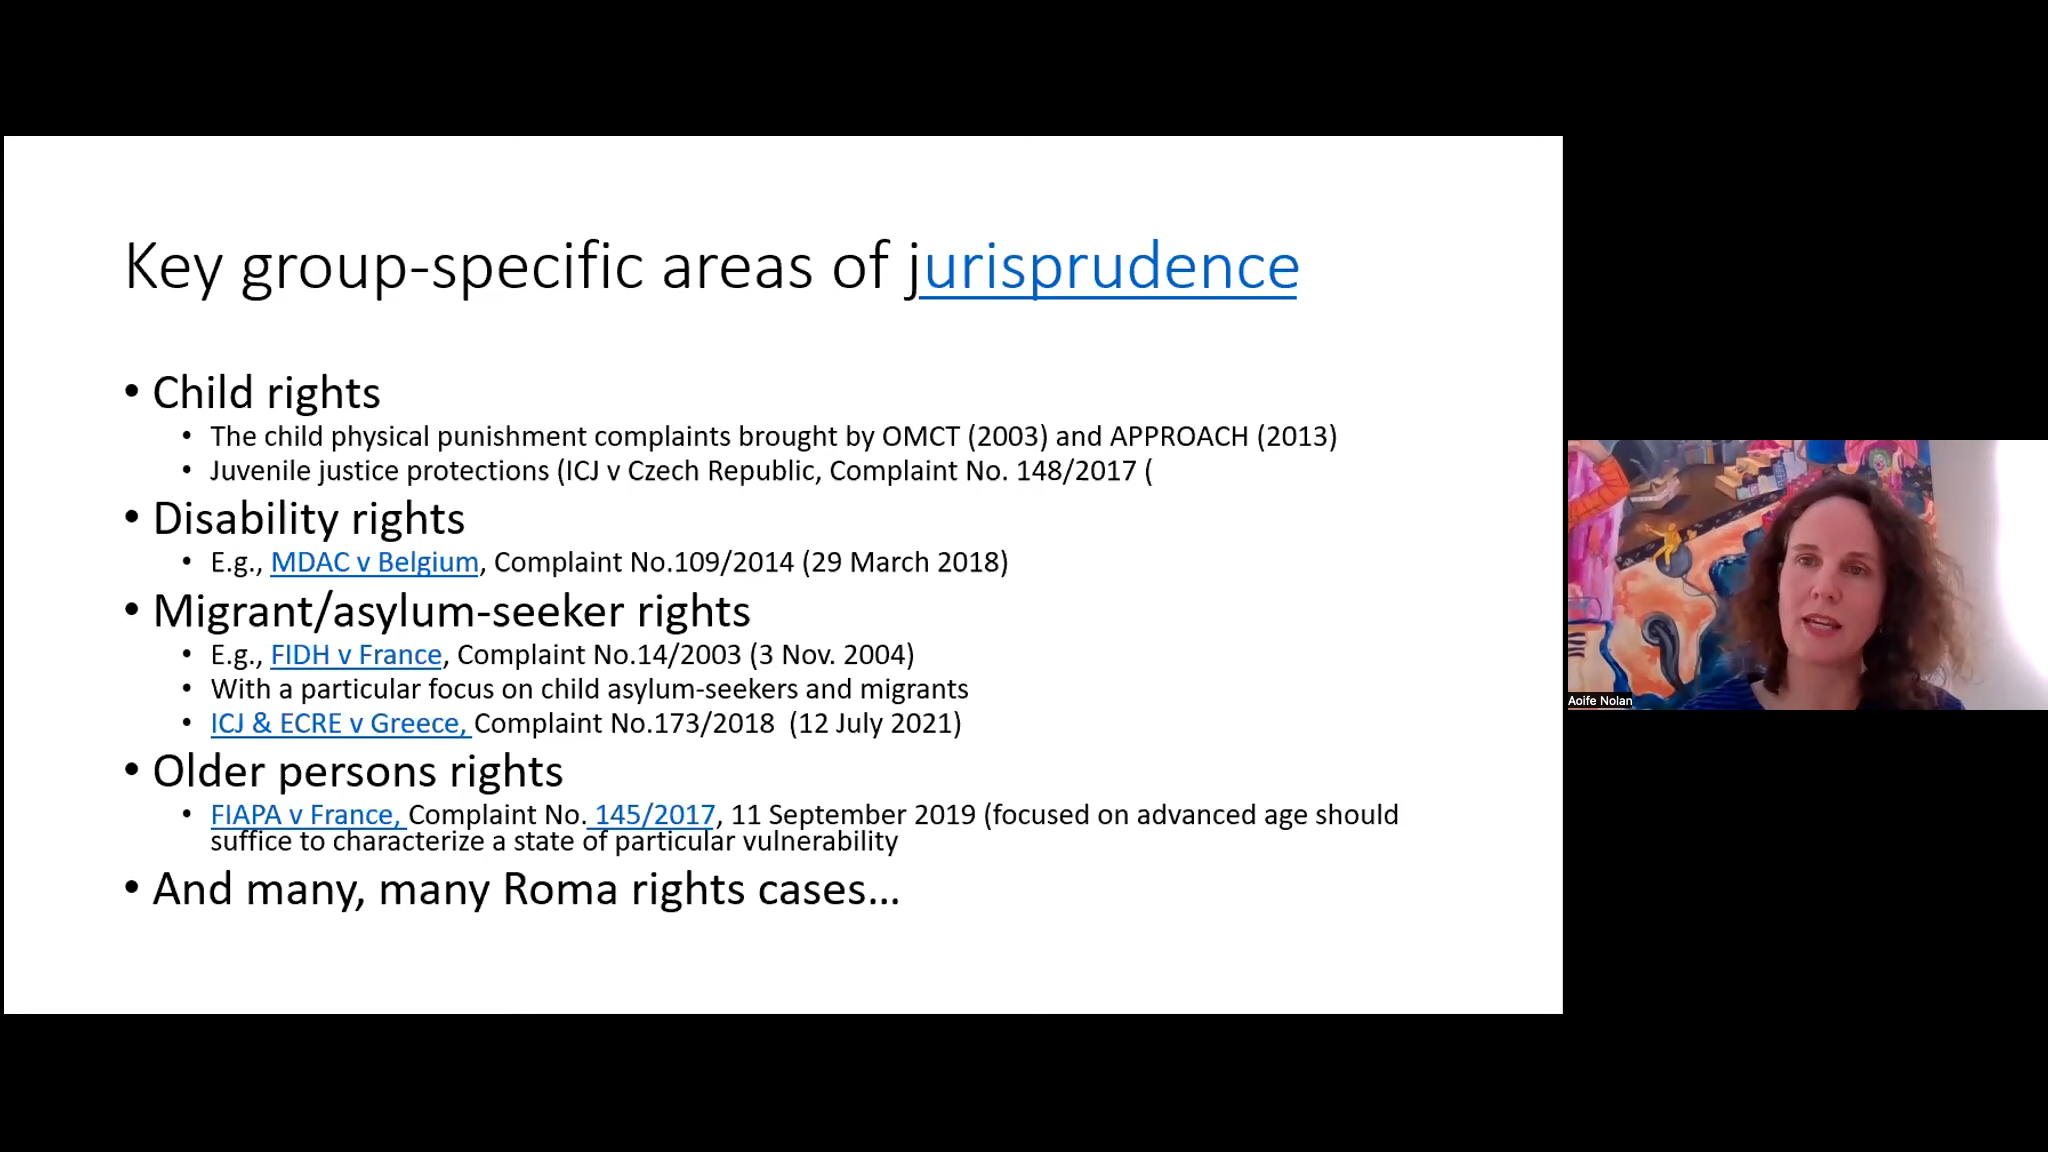 Key group-specific areas of jurisprudence
• Child rights
• The child physical punishment complaints brought by OMCT (2003) and APPROACH (2013)
• Juvenile justice protections (ICJ v Czech Republic, Complaint No. 148/2017 (
• Disability rights
• E.g., MDAC v Belgium, Complaint No.109/2014 (29 March 2018)
• Migrant/asylum-seeker rights
• E.g., FIDH v France, Complaint No.14/2003 (3 Nov. 2004)
• With a particular focus on child asylum-seekers and migrants
• ICJ & ECRE v Greece, Complaint No.173/2018 (12 July 2021)
• Older persons rights
• FIAPA v France, Complaint No. 145/2017, 11 September 2019 (focused on advanced age should
suffice to characterize a state of particular vulnerability
• And many, many Roma rights cases...
Aoife Nolan